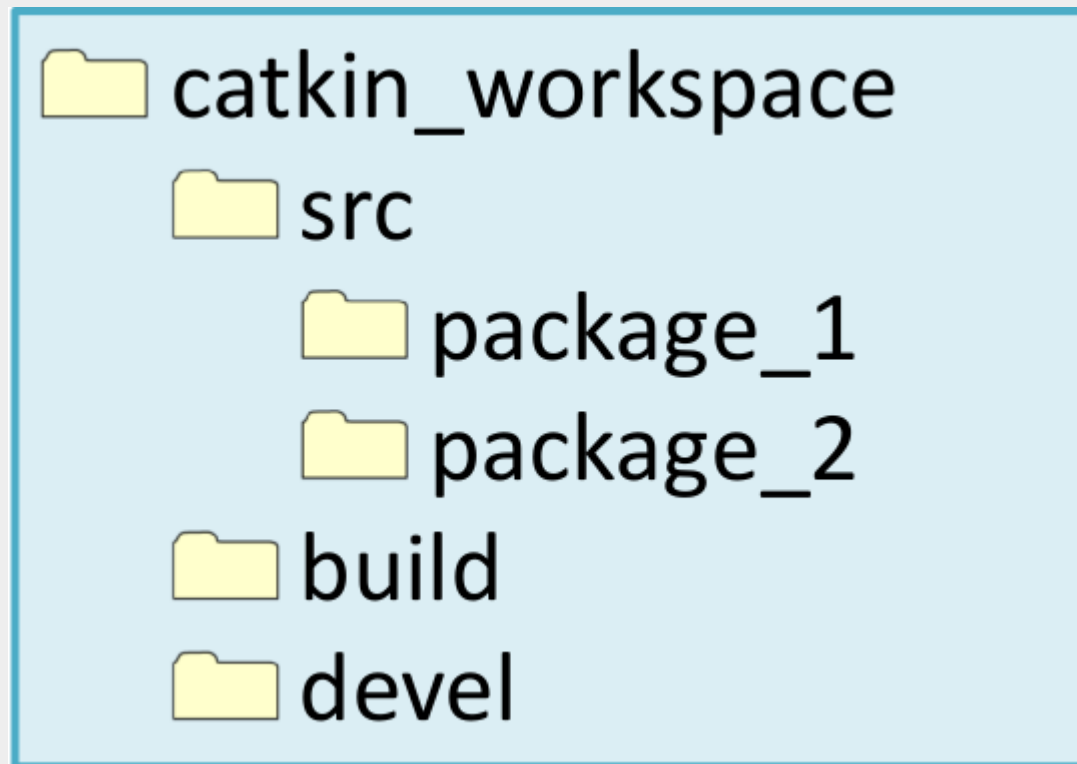 catkin_workspace
src
package_1
package_2
build
devel